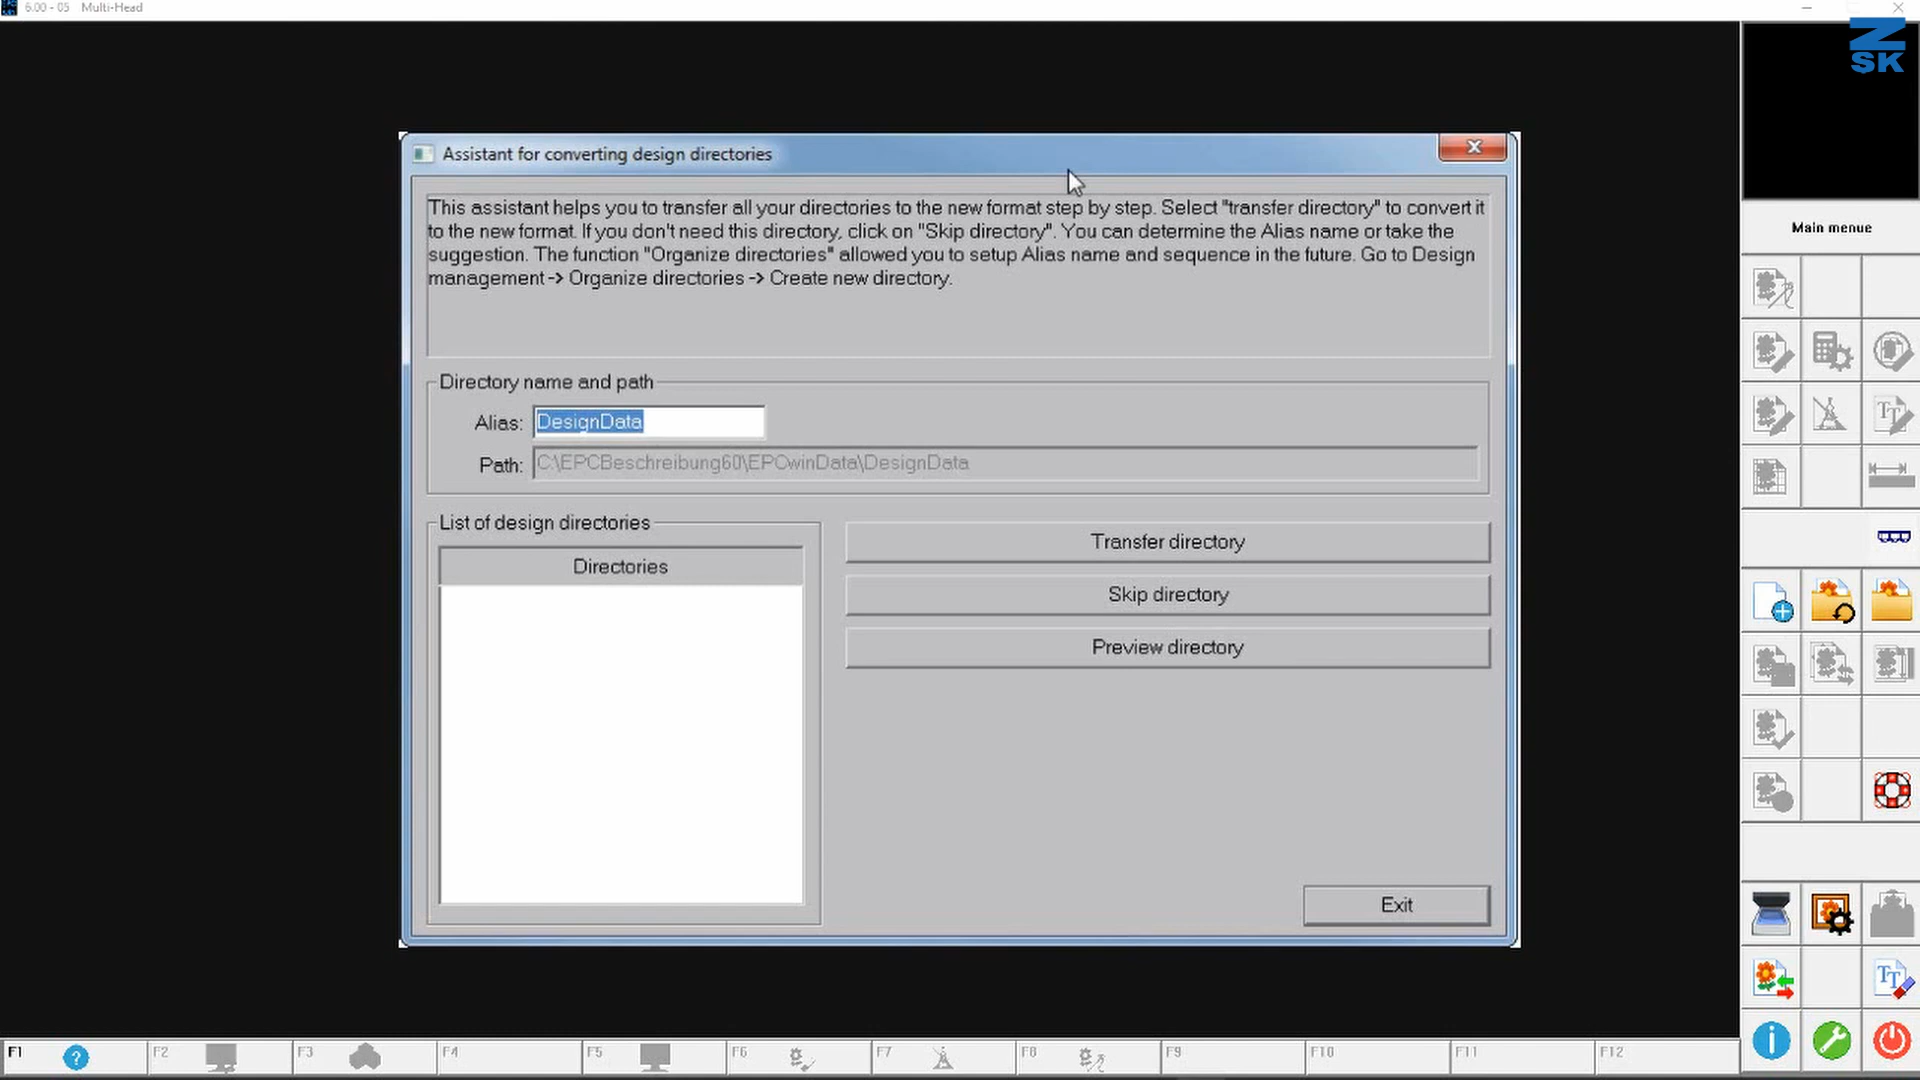 6.00 - 05 Multi-Head
Z
SK
Main menue
Assistant for converting design directories
This assistant helps you to transfer all your directories to the new format step by step. Select "transfer directory" to convert it
to the new format. If you don't need this directory, click on "Skip directory". You can determine the Alias name or take the
suggestion. The function "Organize directories" allowed you to setup Alias name and sequence in the future. Go to Design
management -> Organize directories -> Create new directory.
Directory name and path
Alias: DesignData
Path: C:\EPCBeschreibung60\EPCwinData\DesignData
List of design directories
Directories
Transfer directory
Skip directory
Preview directory
Exit
F1 F2 F3 F4 F5 F6 F7 F8 F9 F10 F11 F12